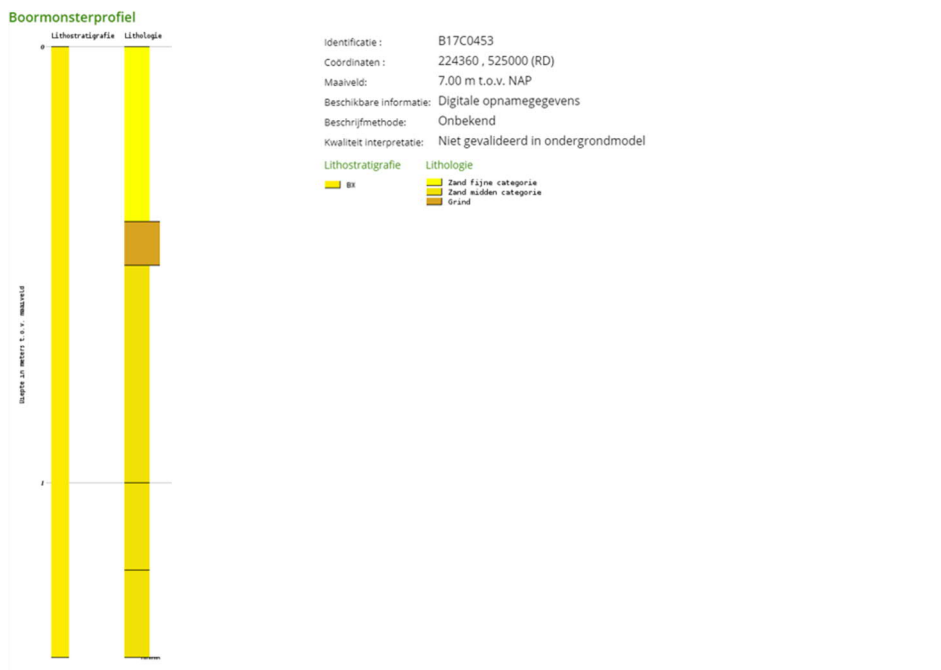 Boormonsterprofiel
Lithostratigrafie Lithologie
0
Diepte in meters t.o.v. maaiveld
1
Identificatie : B17C0453
Coördinaten : 224360 , 525000 (RD)
Maaiveld: 7.00 m t.o.v. NAP
Beschikbare informatie: Digitale opnamegegevens
Beschrijfmethode: Onbekend
Kwaliteit interpretatie: Niet gevalideerd in ondergrondmodel
Lithostratigrafie Lithologie
BX
Zand fijne categorie
Zand midden categorie
Grind